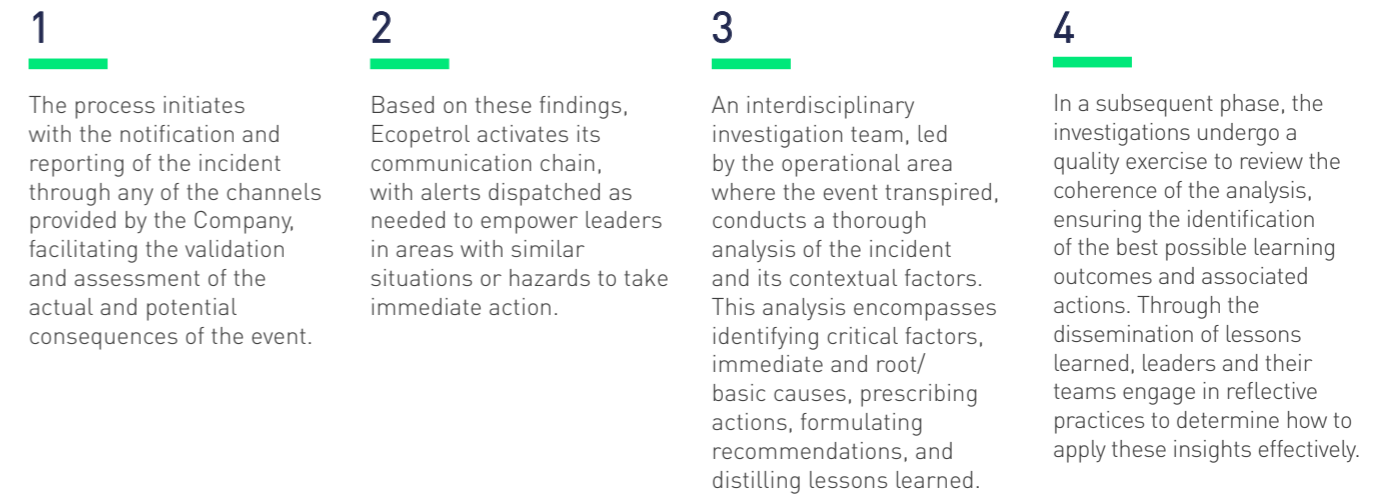 1
The process initiates
with the notification and
reporting of the incident
through any of the channels
provided by the Company,
facilitating the validation
and assessment of the
actual and potential
consequences of the event.
2
Based on these findings,
Ecopetrol activates its
communication chain,
with alerts dispatched as
needed to empower leaders
in areas with similar
situations or hazards to take
immediate action.
3
An interdisciplinary
investigation team, led
by the operational area
where the event transpired,
conducts a thorough
analysis of the incident
and its contextual factors.
This analysis encompasses
identifying critical factors,
immediate and root/
basic causes, prescribing
actions, formulating
recommendations, and
distilling lessons learned.
4
In a subsequent phase, the
investigations undergo a
quality exercise to review the
coherence of the analysis,
ensuring the identification
of the best possible learning
outcomes and associated
actions. Through the
dissemination of lessons
learned, leaders and their
teams engage in reflective
practices to determine how to
apply these insights effectively.